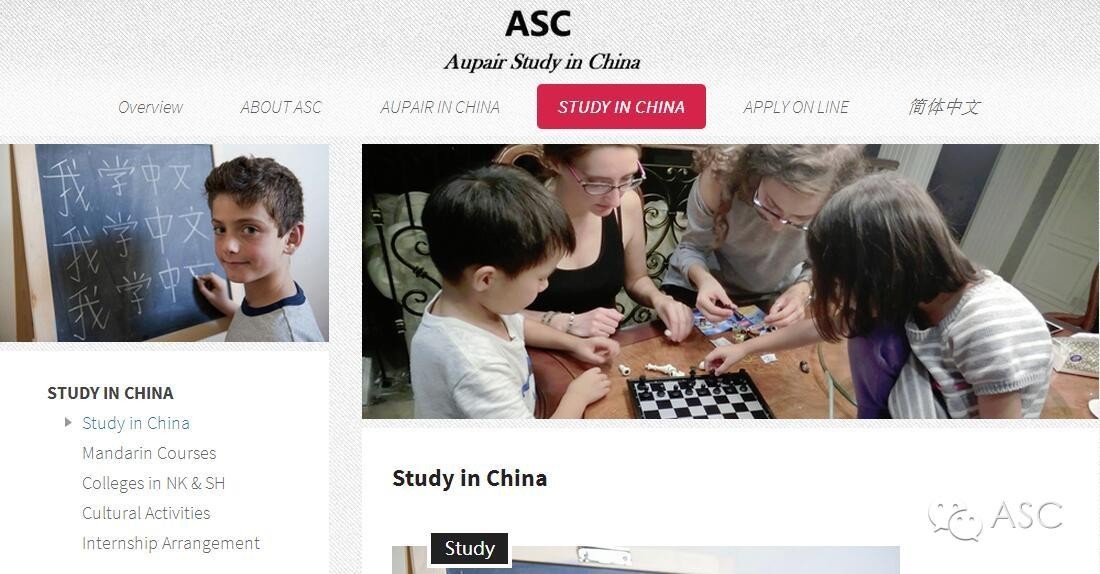 ASC
Aupair Study in China
Overview ABOUT ASC AUPAIR IN CHINA STUDY IN CHINA APPLY ON LINE 简体中文
我学中文
我学中文
我学中
STUDY IN CHINA
Study in China
Mandarin Courses
Colleges in NK & SH
Cultural Activities
Internship Arrangement
Study in China
Study
ASC